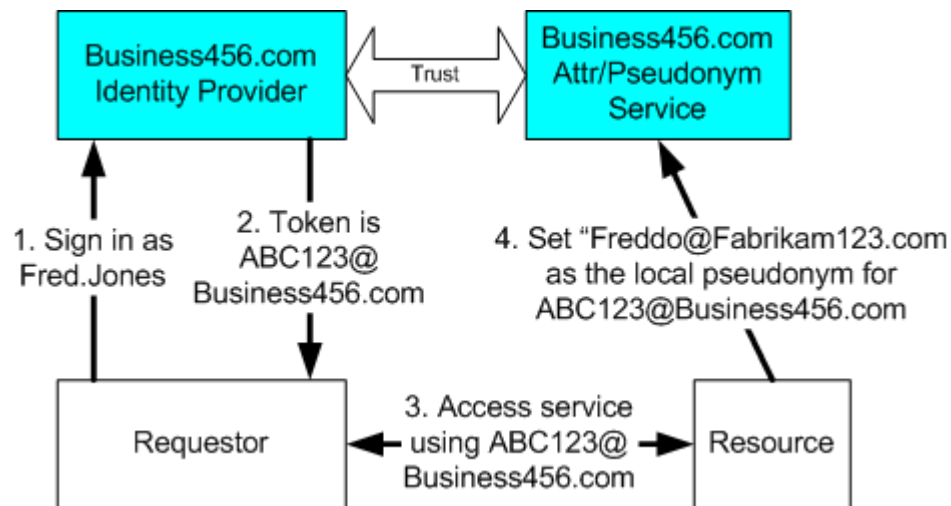 Business456.com
Identity Provider
Trust
Business456.com
Attr/Pseudonym
Service
1. Sign in as
Fred.Jones
2. Token is
ABC123@
Business456.com
4. Set “Freddo@Fabrikam123.com
as the local pseudonym for
ABC123@Business456.com
Requestor
3. Access service
using ABC123@
Business456.com
Resource